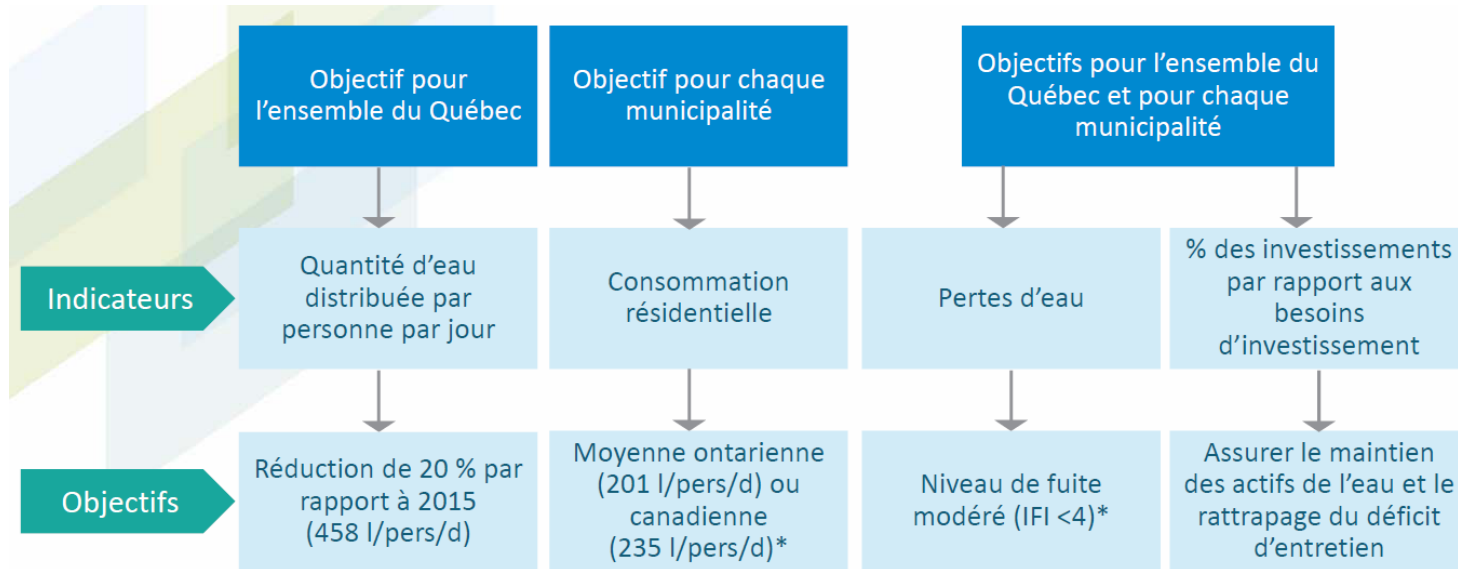 Objectif pour
l’ensemble du Québec
Objectif pour chaque
municipalité
Objectifs pour l’ensemble du
Québec et pour chaque
municipalité
Indicateurs
Quantité d’eau
distribuée par
personne par jour
Consommation
résidentielle
Pertes d’eau
% des investissements
par rapport aux
besoins
d’investissement
Objectifs
Réduction de 20 % par
rapport à 2015
(458 l/pers/d)
Moyenne ontarienne
(201 l/pers/d) ou
canadienne
(235 l/pers/d)*
Niveau de fuite
modéré (IFI <4)*
Assurer le maintien
des actifs de l’eau et le
rattrapage du déficit
d’entretien